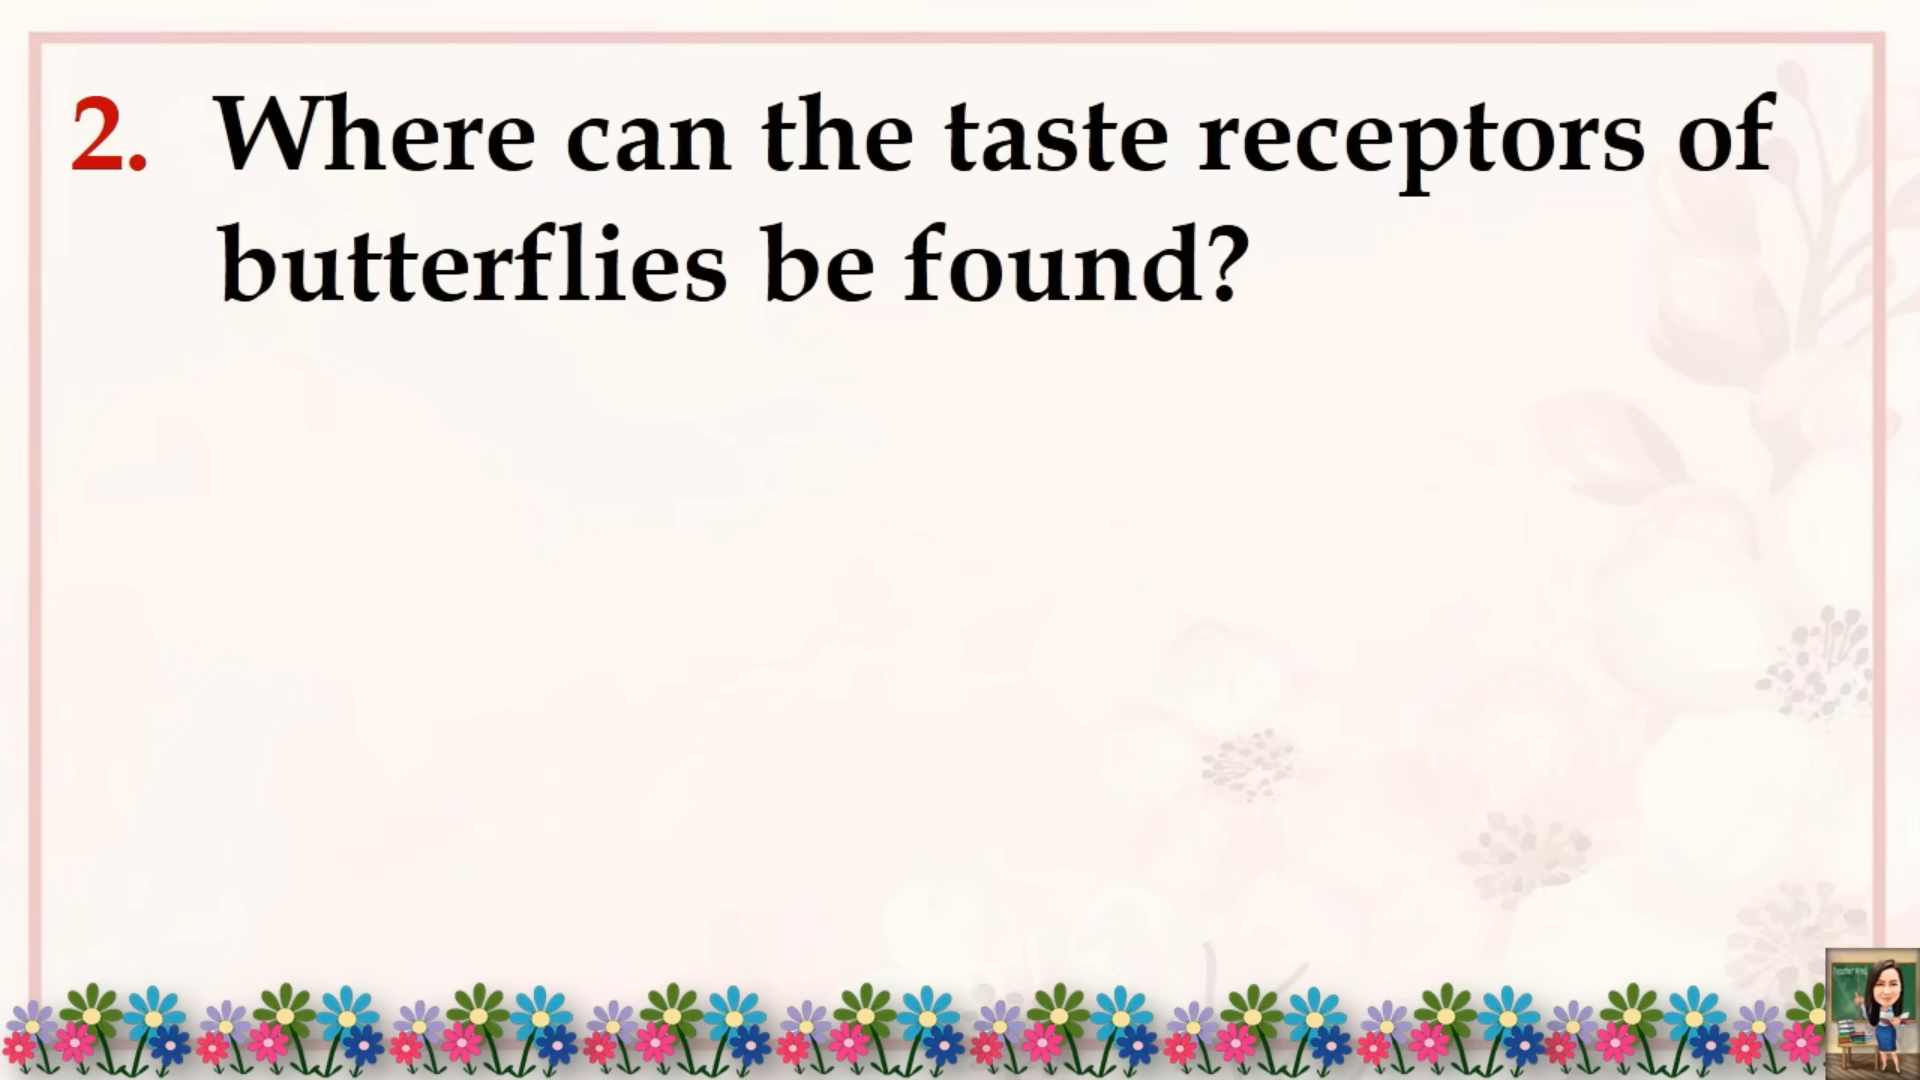 2. Where can the taste receptors of
butterflies be found?